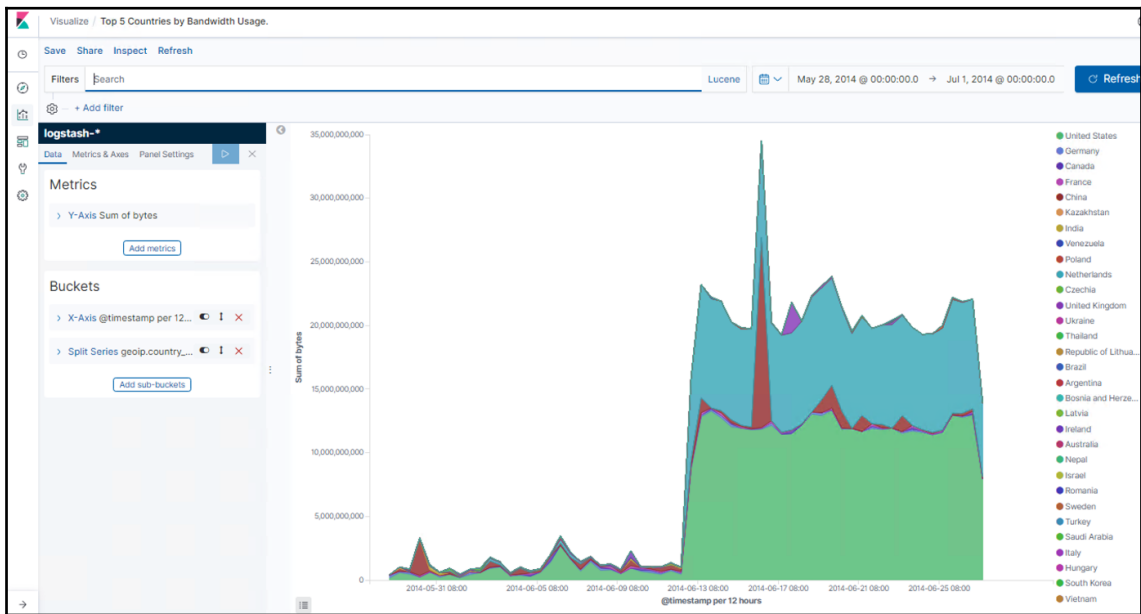 Visualize / Top 5 Countries by Bandwidth Usage.
Save Share Inspect Refresh
Filters Search Lucene May 28, 2014 @ 00:00:00.0 → Jul 1, 2014 @ 00:00:00.0 Refresh
+ Add filter
logstash-*
Data Metrics & Axes Panel Settings
Metrics
Y-Axis Sum of bytes
Add metrics
Buckets
X-Axis @timestamp per 12...
Split Series geoip.country_...
Add sub-buckets
Sum of bytes
35,000,000,000
30,000,000,000
25,000,000,000
20,000,000,000
15,000,000,000
10,000,000,000
5,000,000,000
0
2014-05-31 08:00 2014-06-05 08:00 2014-06-09 08:00 2014-06-13 08:00 2014-06-17 08:00 2014-06-21 08:00 2014-06-25 08:00
@timestamp per 12 hours
United States
Germany
Canada
France
China
Kazakhstan
India
Venezuela
Poland
Netherlands
Czechia
United Kingdom
Ukraine
Thailand
Republic of Lithua...
Brazil
Argentina
Bosnia and Herze...
Latvia
Ireland
Australia
Nepal
Israel
Romania
Sweden
Turkey
Saudi Arabia
Italy
Hungary
South Korea
Vietnam